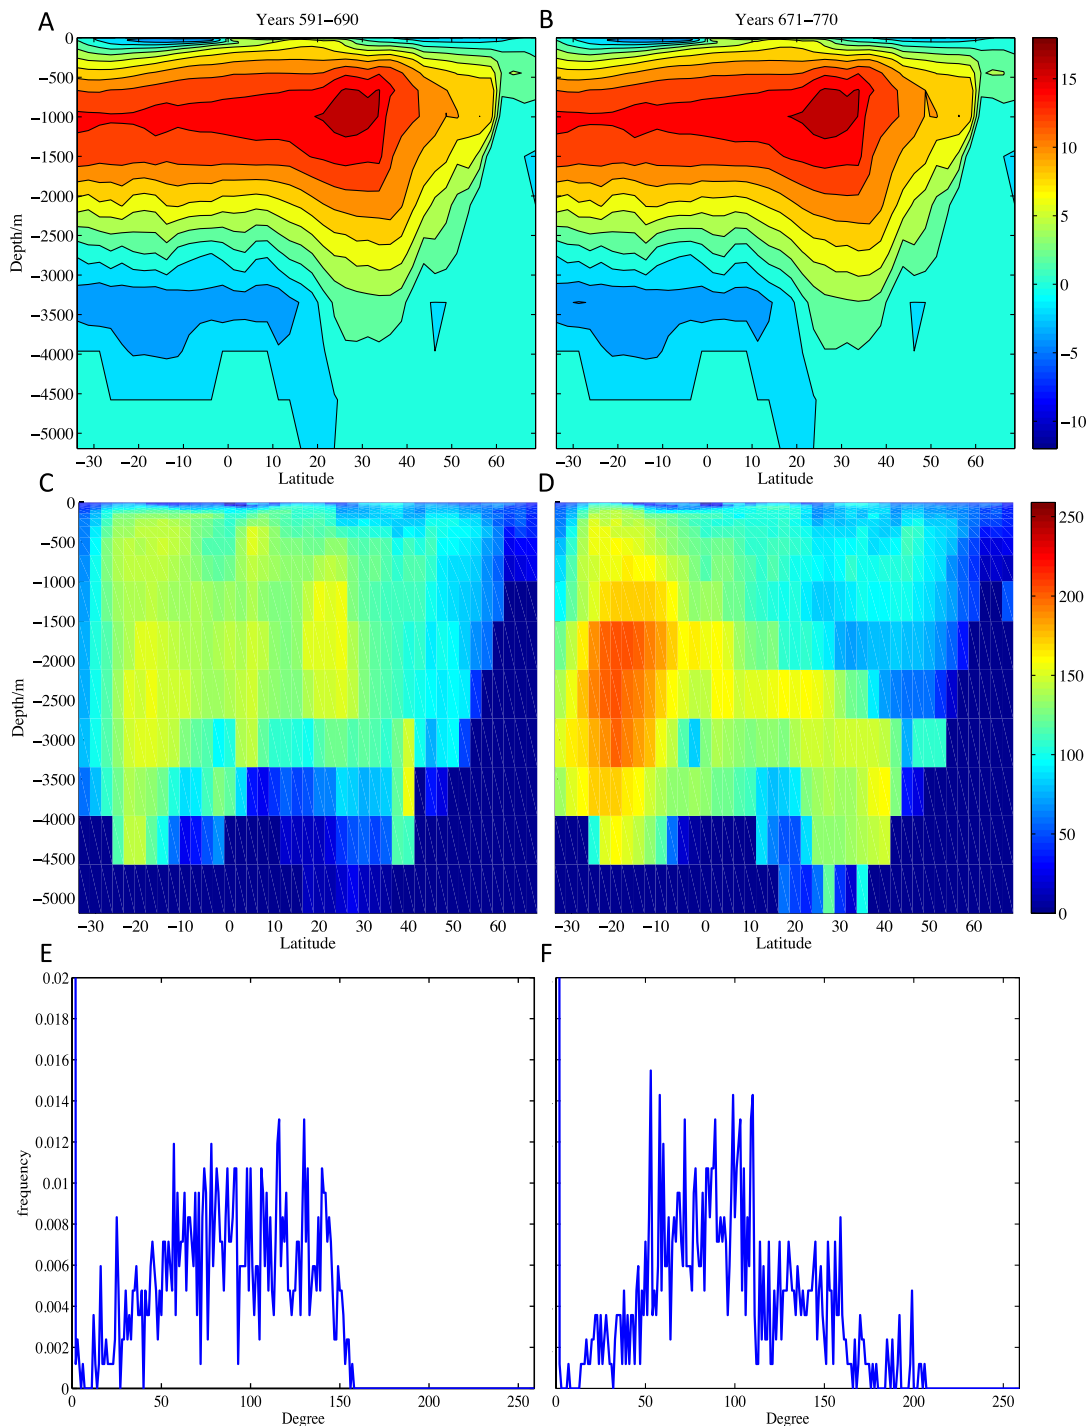 A Years 591−690
B Years 671−770
0
−500
−1000
−1500
−2000
−2500
−3000
−3500
−4000
−4500
−5000
Depth/m
−30 −20 −10 0 10 20 30 40 50 60
Latitude
−30 −20 −10 0 10 20 30 40 50 60
Latitude
15
10
5
0
−5
−10
C
D
0
−500
−1000
−1500
−2000
−2500
−3000
−3500
−4000
−4500
−5000
Depth/m
−30 −20 −10 0 10 20 30 40 50 60
Latitude
−30 −20 −10 0 10 20 30 40 50 60
Latitude
250
200
150
100
50
0
E
F
0.02
0.018
0.016
0.014
0.012
0.01
0.008
0.006
0.004
0.002
0
frequency
0 50 100 150 200 250
Degree
50 100 150 200 250
Degree